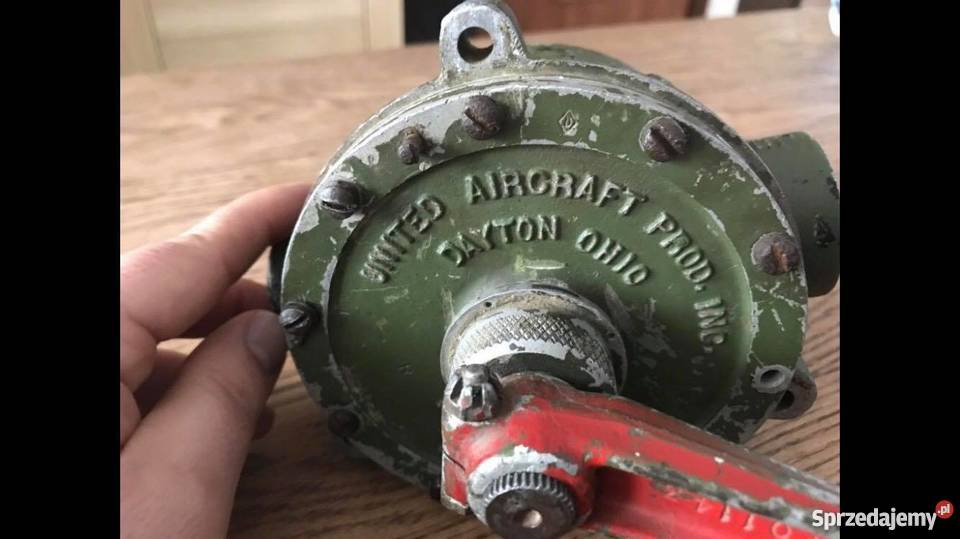 UNITED AIRCRAFT PROD. INC.
DAYTON OHIO
Sprzedajemy.pl